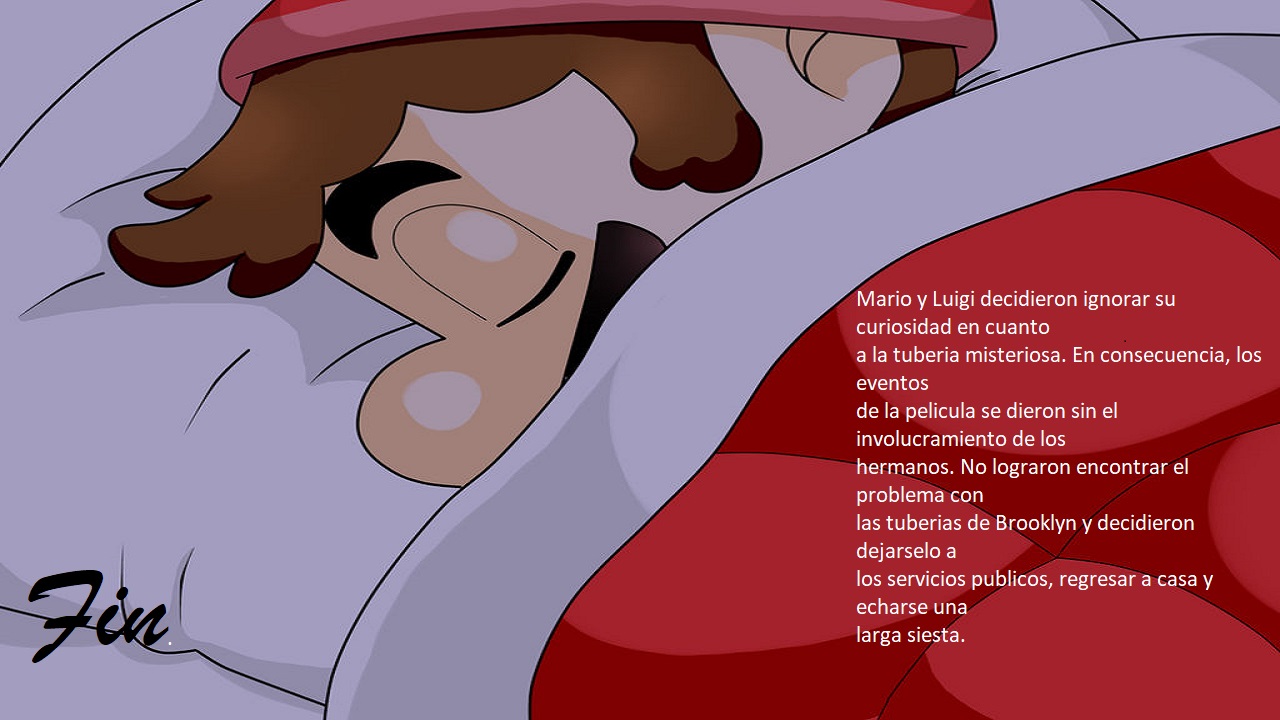 Mario y Luigi decidieron ignorar su
curiosidad en cuanto
a la tuberia misteriosa. En consecuencia, los
eventos
de la pelicula se dieron sin el
involucramiento de los
hermanos. No lograron encontrar el
problema con
las tuberias de Brooklyn y decidieron
dejarselo a
los servicios publicos, regresar a casa y
echarse una
larga siesta.
Fin.